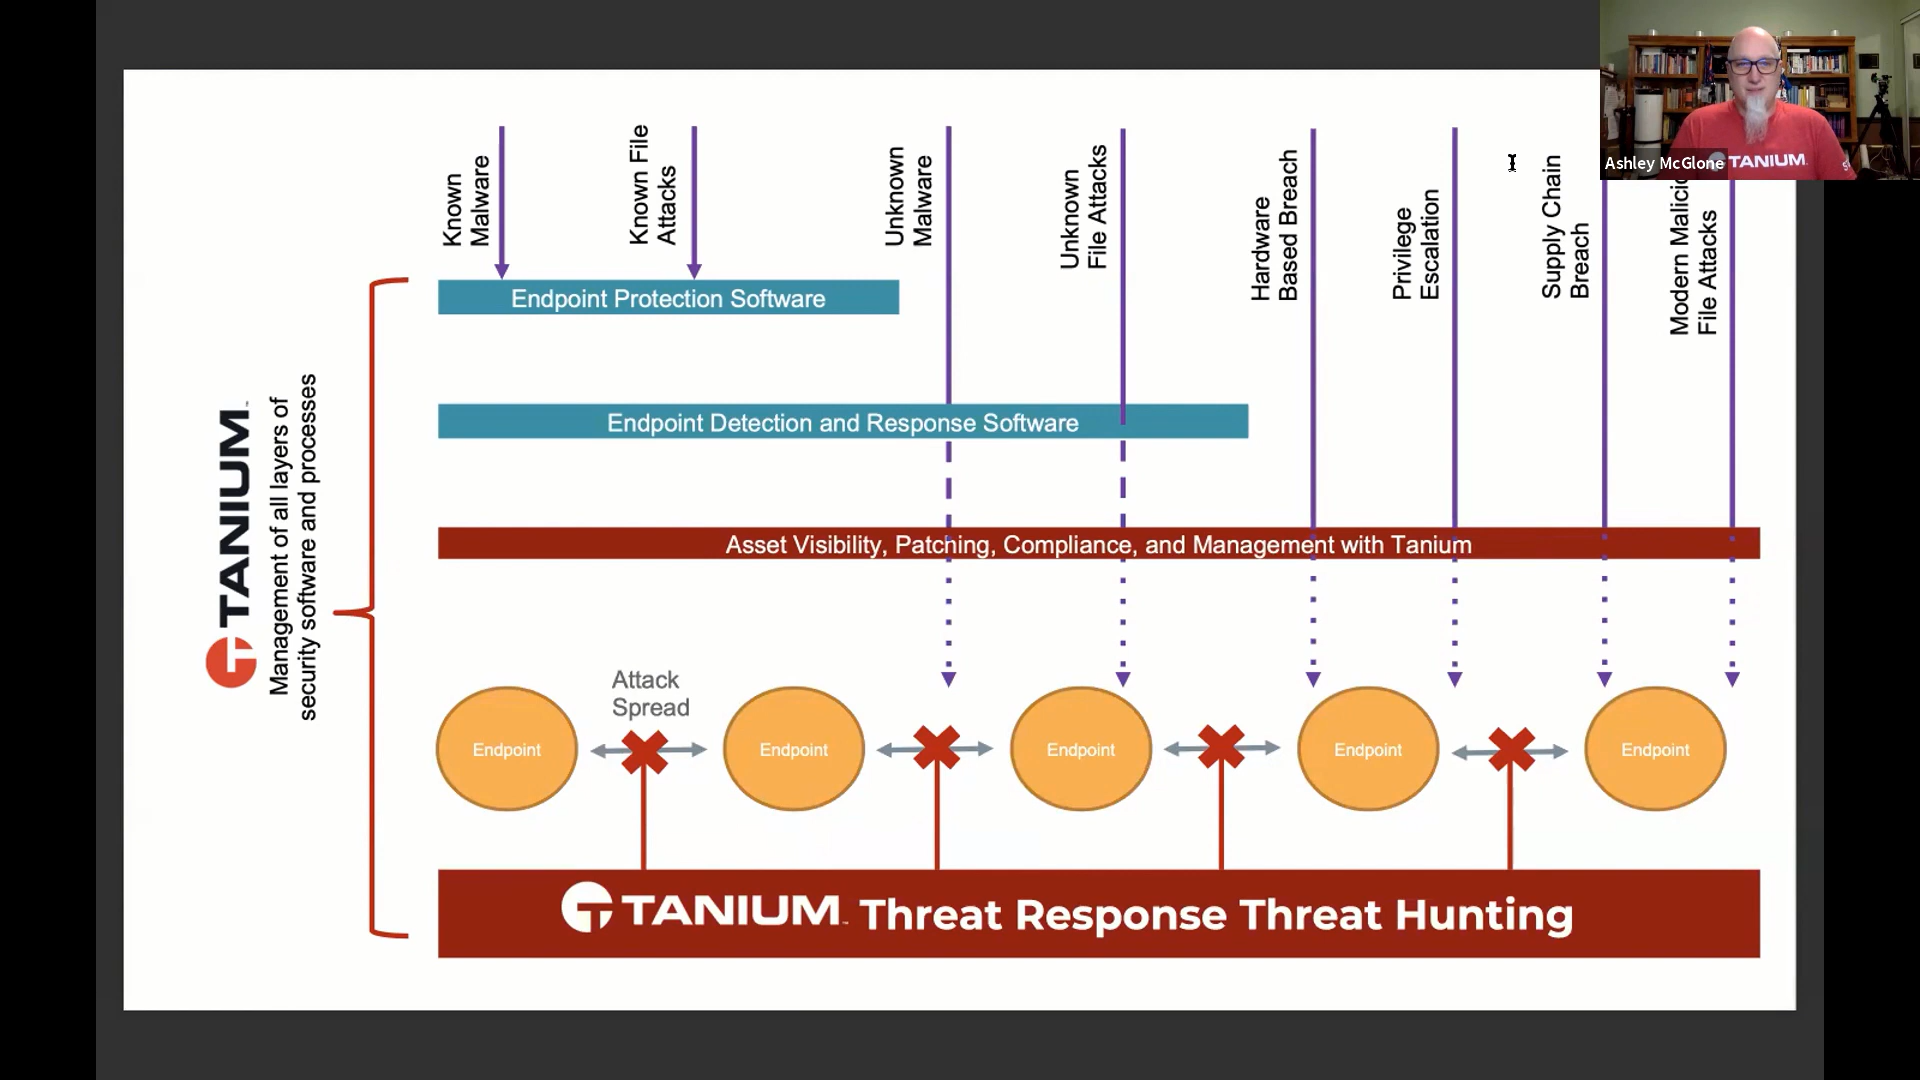 Known
Malware
Known File
Attacks
Unknown
Malware
Unknown
File Attacks
Hardware
Based Breach
Privilege
Escalation
Supply Chain
Breach
Modern
File Attacks
Ashley McGlone
TANIUM
Endpoint Protection Software
Endpoint Detection and Response Software
Asset Visibility, Patching, Compliance, and Management with Tanium
TANIUM
Management of all layers of
security software and processes
Attack
Spread
Endpoint
Endpoint
Endpoint
Endpoint
Endpoint
TANIUM Threat Response Threat Hunting